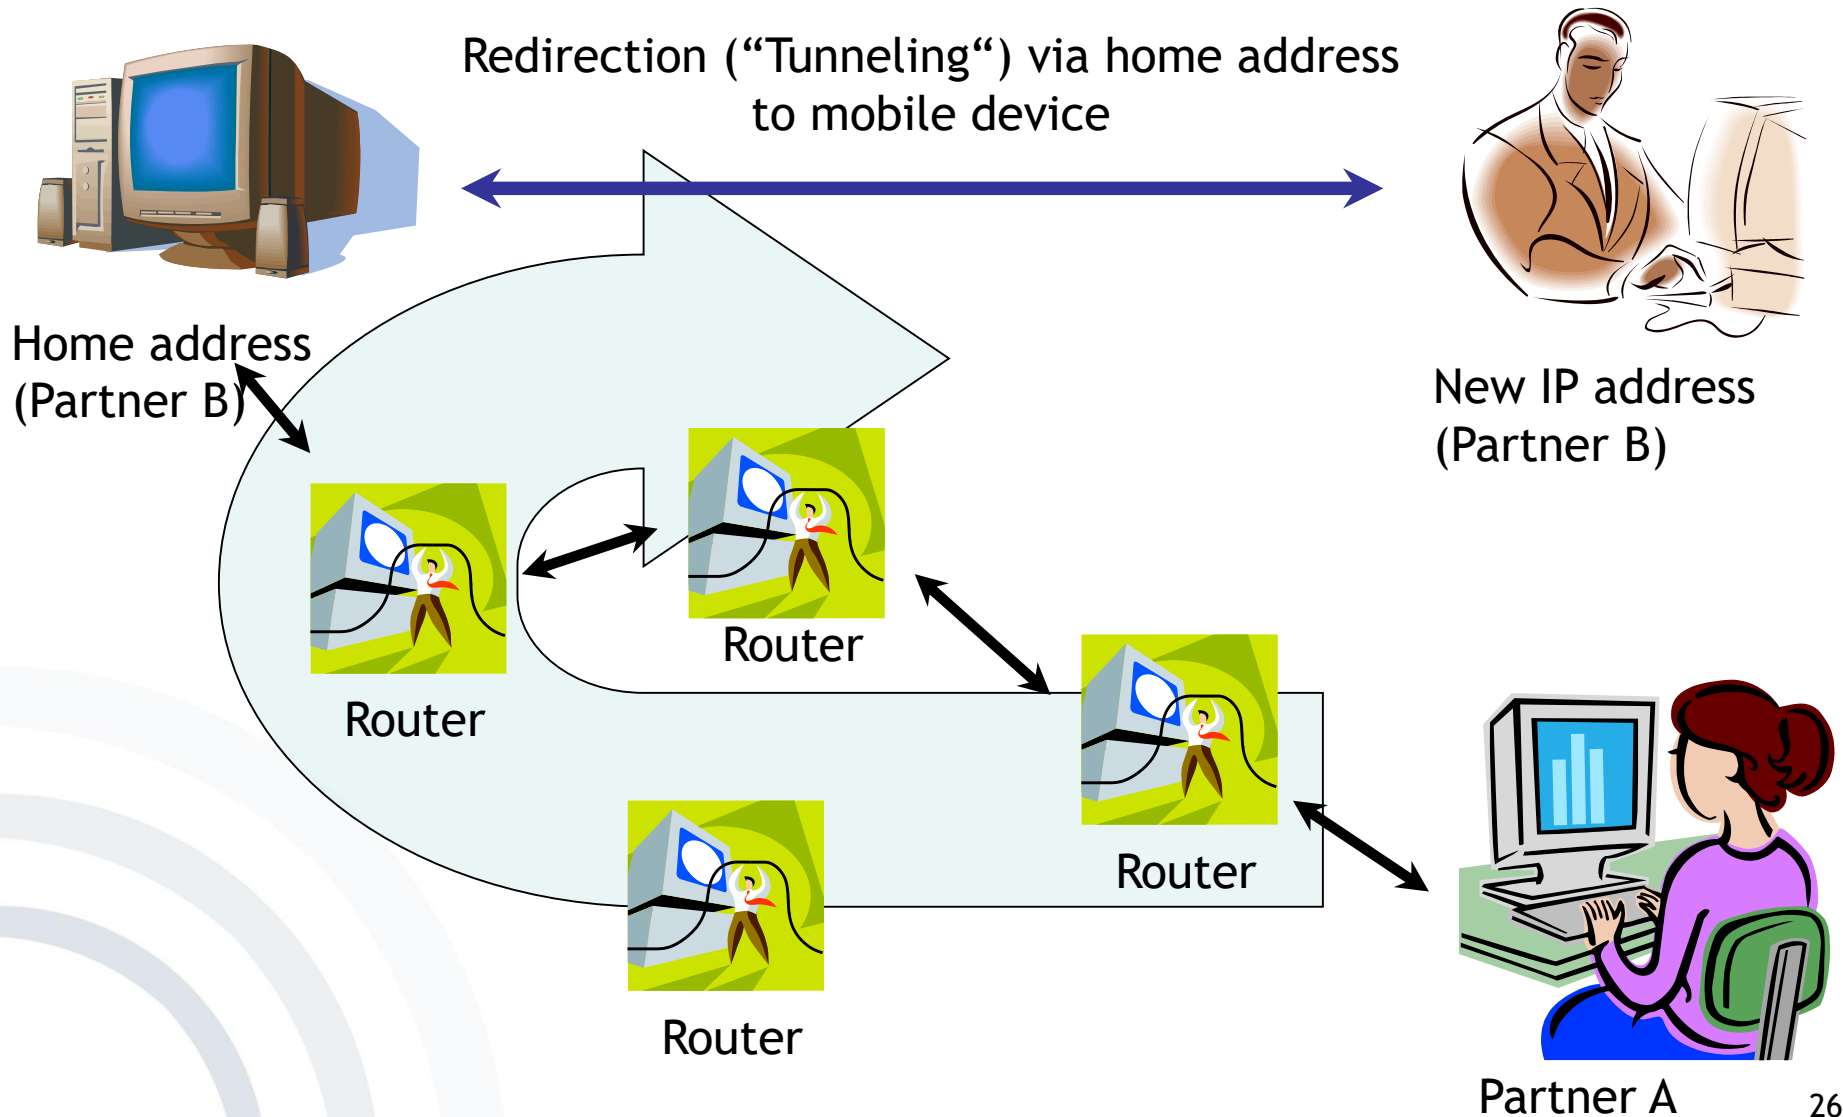 Redirection (“Tunneling“) via home address
to mobile device
Home address
(Partner B)
New IP address
(Partner B)
Router
Router
Router
Router
Partner A
26